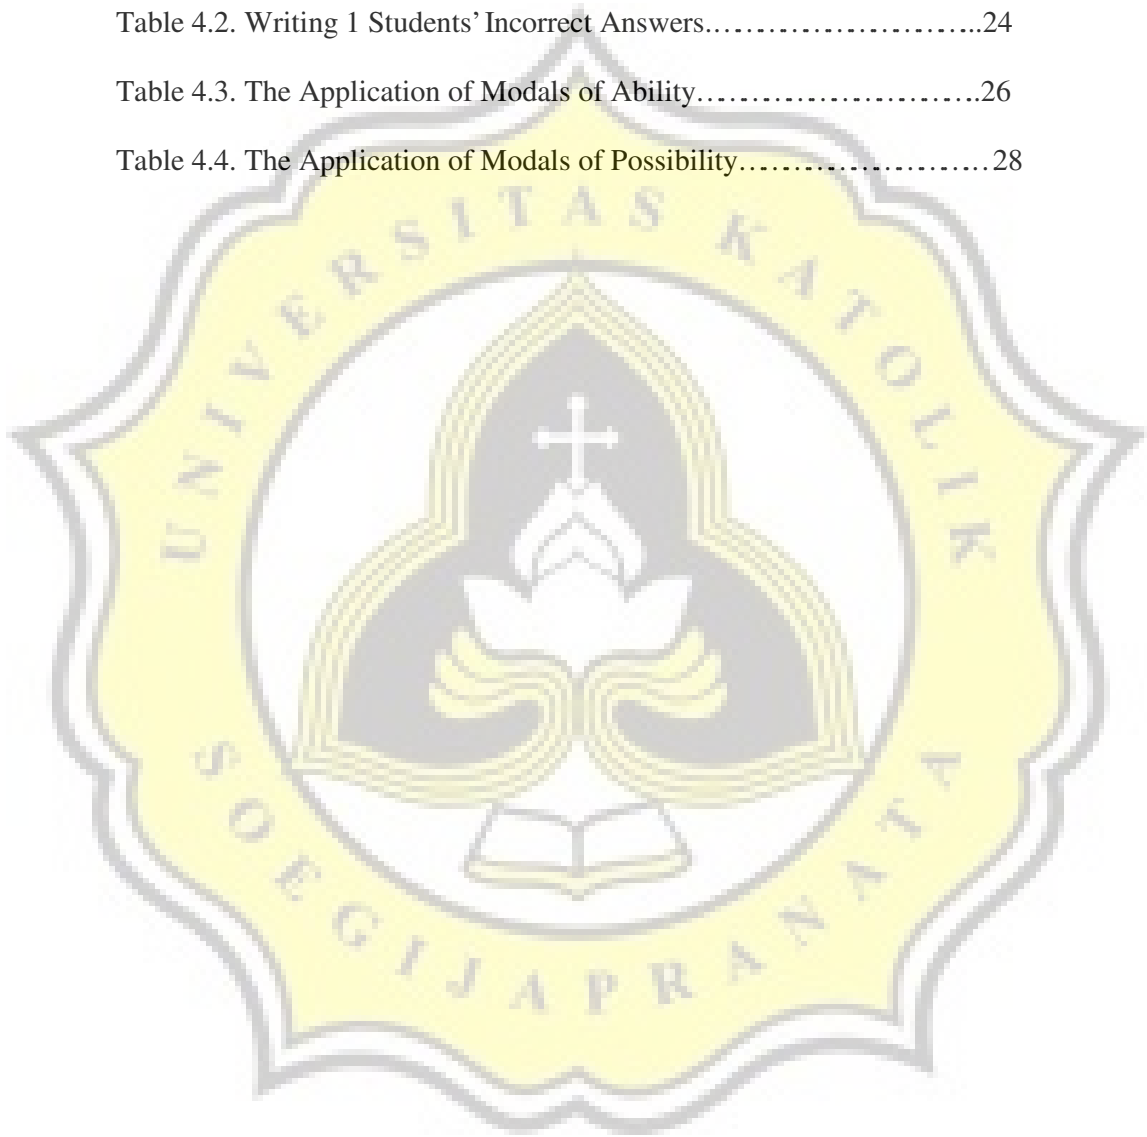 Table 4.2. Writing 1 Students' Incorrect Answers.……………………...24
Table 4.3. The Application of Modals of Ability……………………….26
Table 4.4. The Application of Modals of Possibility……………………28
UNIVERSITAS KATOLIK
SOEGIJAPRANATA